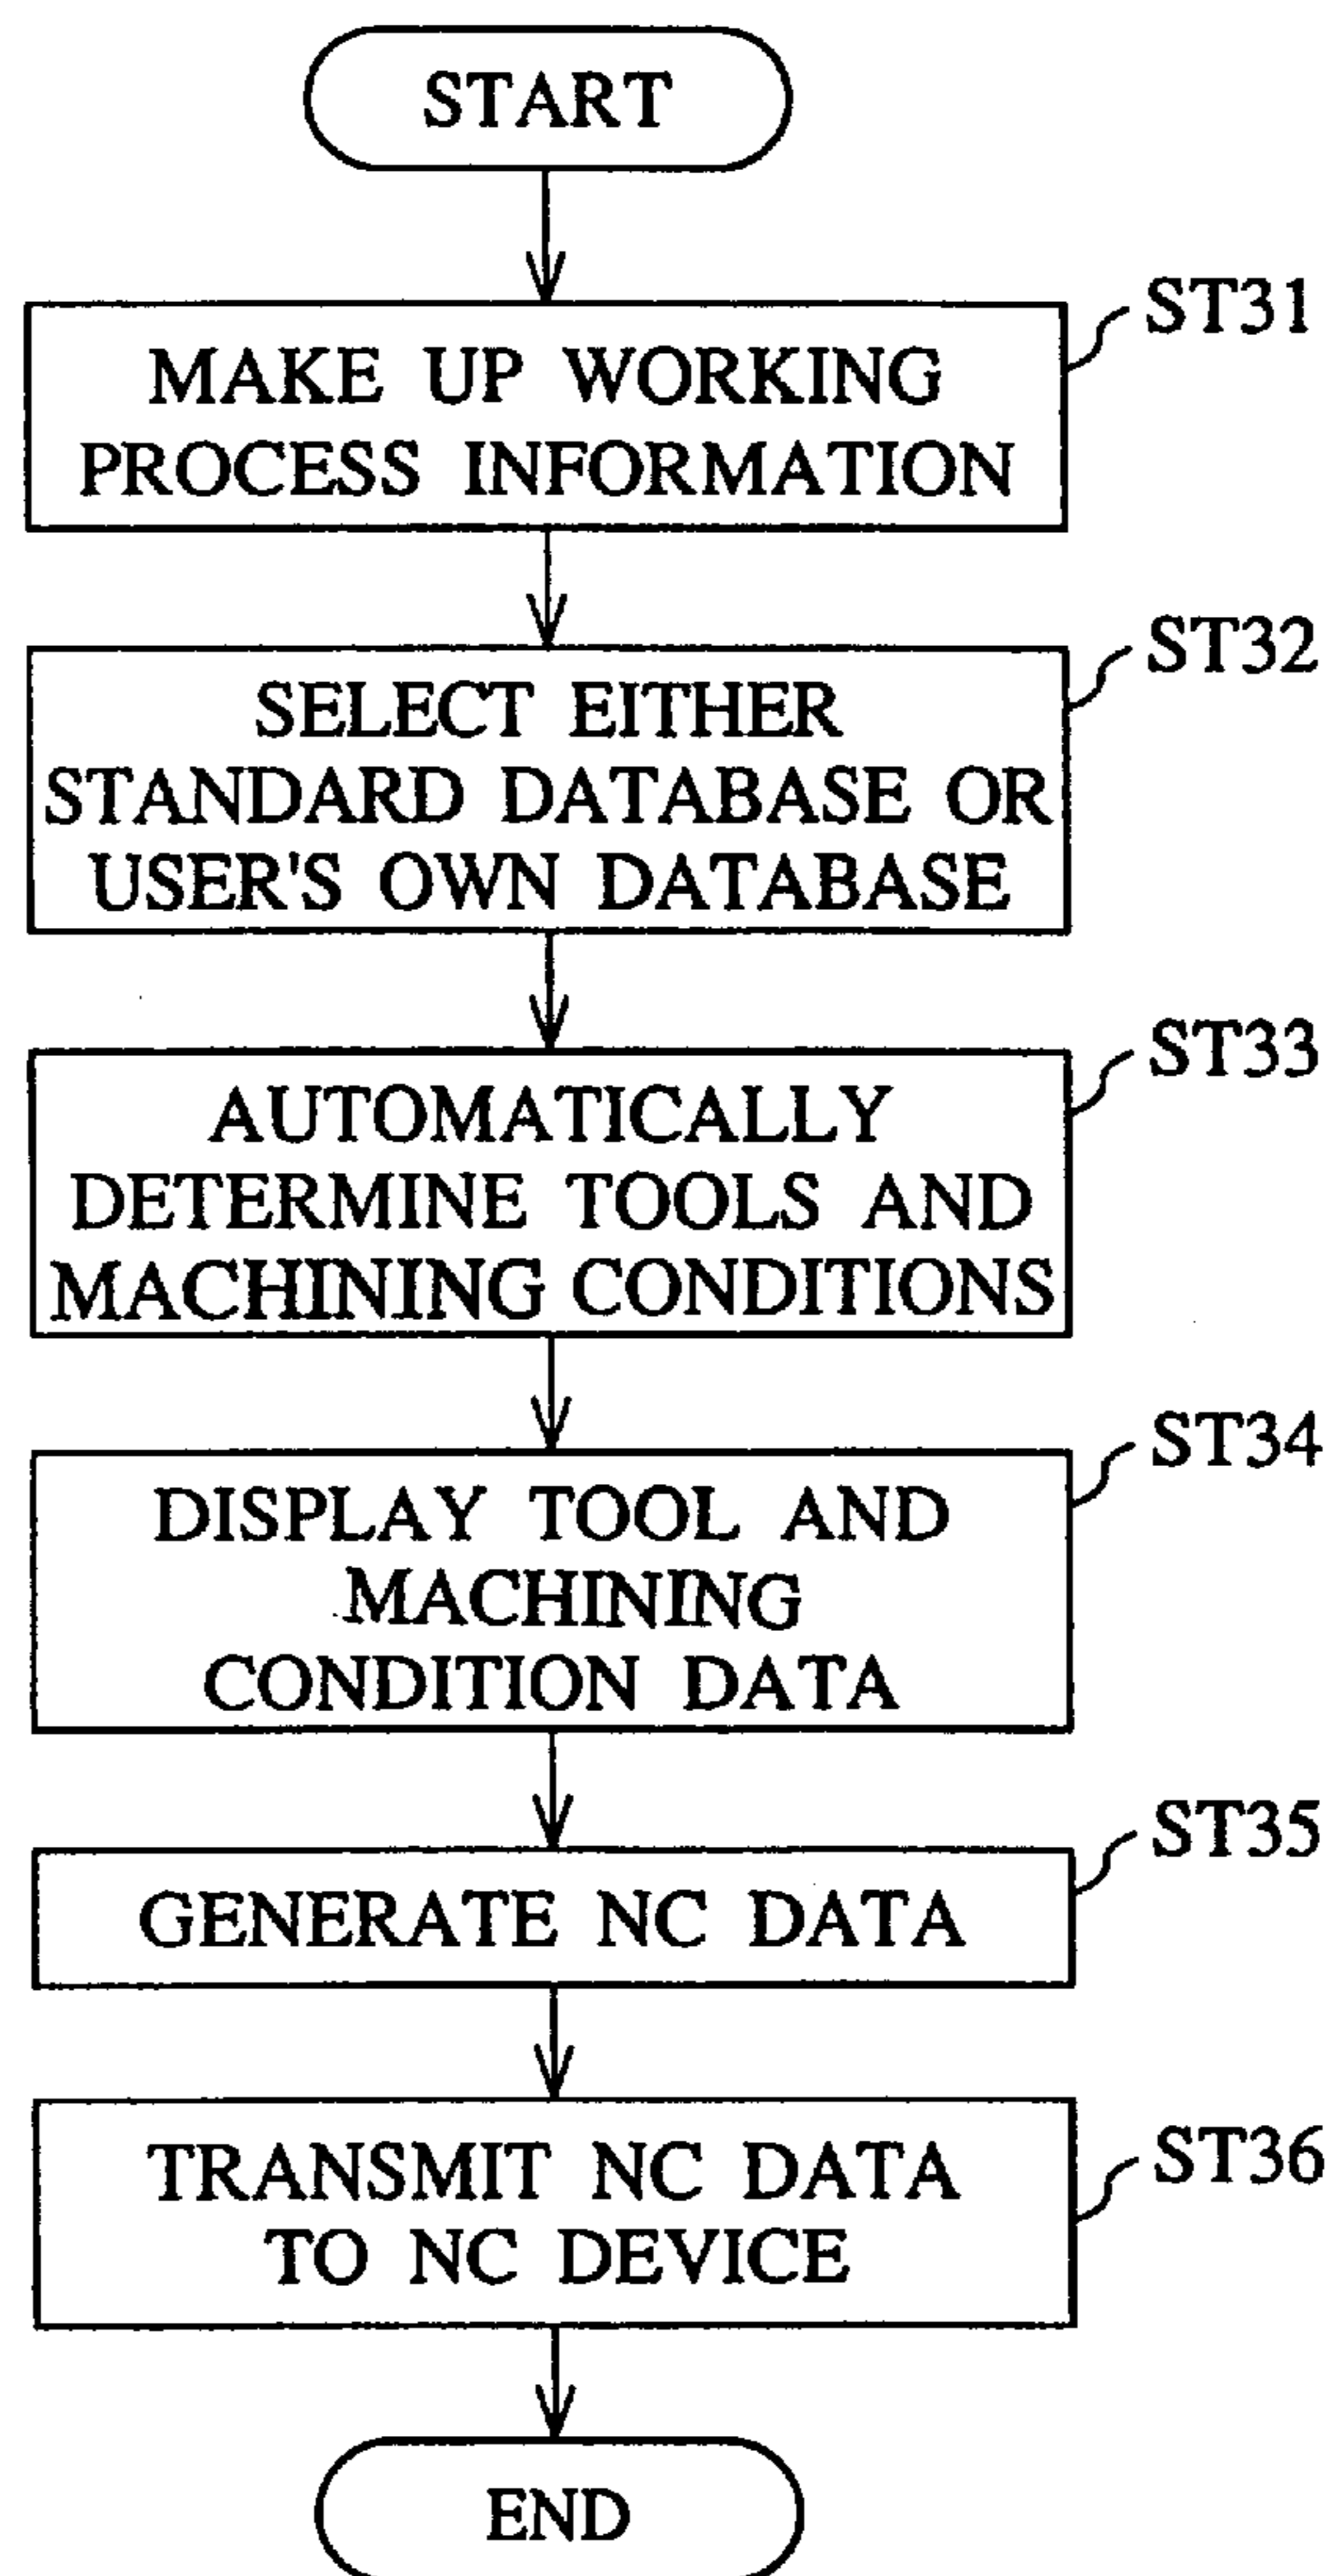 START
ST31
MAKE UP WORKING
PROCESS INFORMATION
ST32
SELECT EITHER
STANDARD DATABASE OR
USER'S OWN DATABASE
ST33
AUTOMATICALLY
DETERMINE TOOLS AND
MACHINING CONDITIONS
ST34
DISPLAY TOOL AND
MACHINING
CONDITION DATA
ST35
GENERATE NC DATA
ST36
TRANSMIT NC DATA
TO NC DEVICE
END